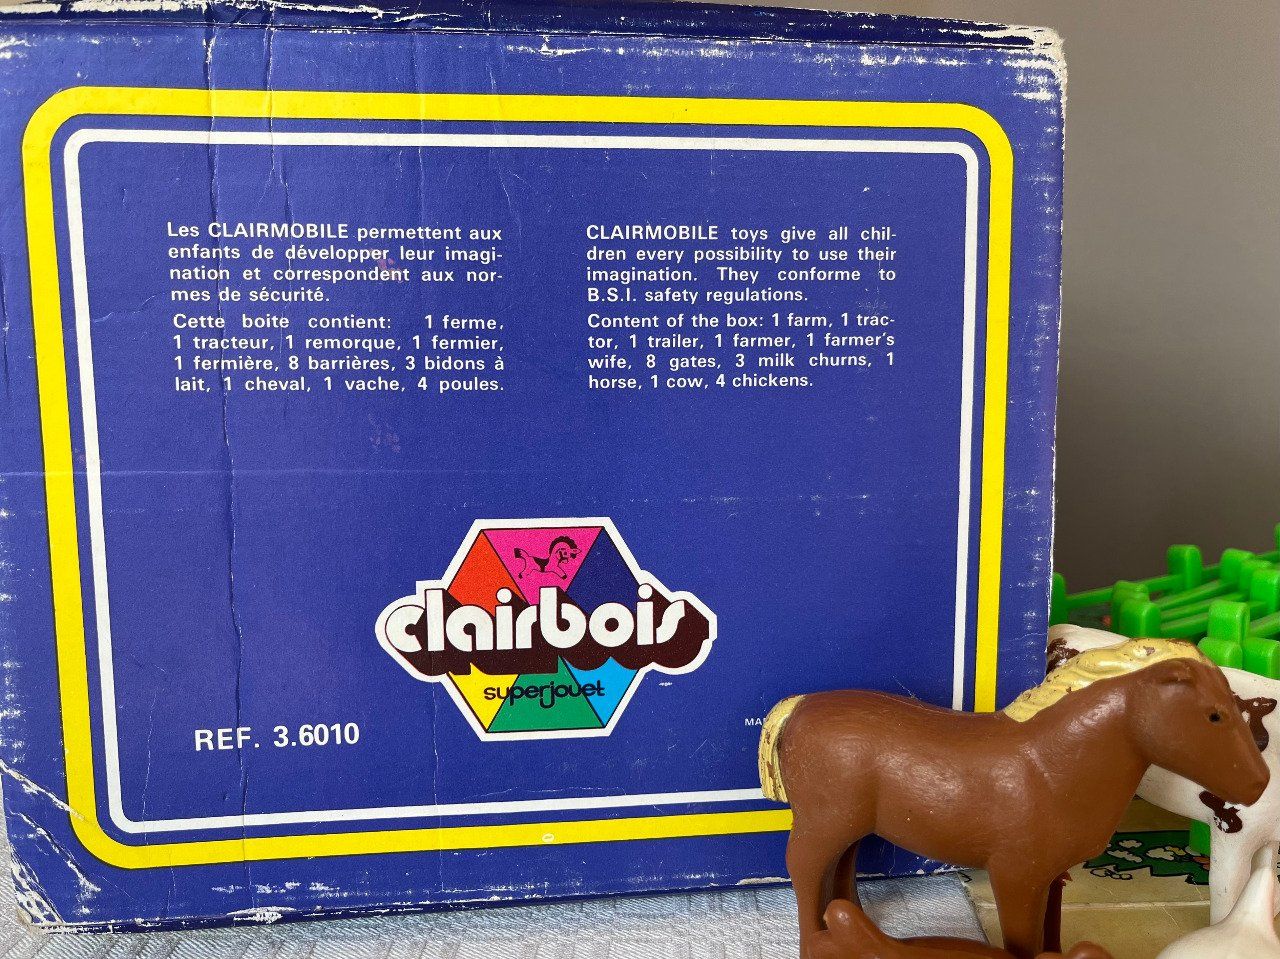 Les CLAIRMOBILE permettent aux
enfants de développer leur imagi-
nation et correspondent aux nor-
mes de sécurité.
Cette boite contient: 1 ferme,
1 tracteur, 1 remorque, 1 fermier,
1 fermière, 8 barrières, 3 bidons à
lait, 1 cheval, 1 vache, 4 poules.
CLAIRMOBILE toys give all chil-
dren every possibility to use their
imagination. They conforme to
B.S.I. safety regulations.
Content of the box: 1 farm, 1 trac-
tor, 1 trailer, 1 farmer, 1 farmer's
wife, 8 gates, 3 milk churns, 1
horse, 1 cow, 4 chickens.
clairbois
superjouet
REF. 3.6010